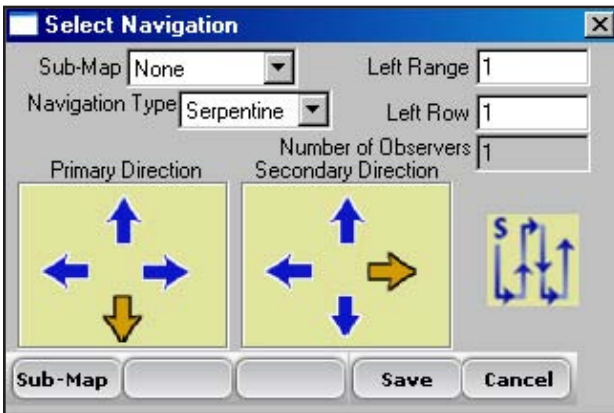 Select Navigation
Sub-Map None
Left Range 1
Navigation Type Serpentine
Left Row 1
Number of Observers 1
Primary Direction
Secondary Direction
S
Sub-Map
Save
Cancel